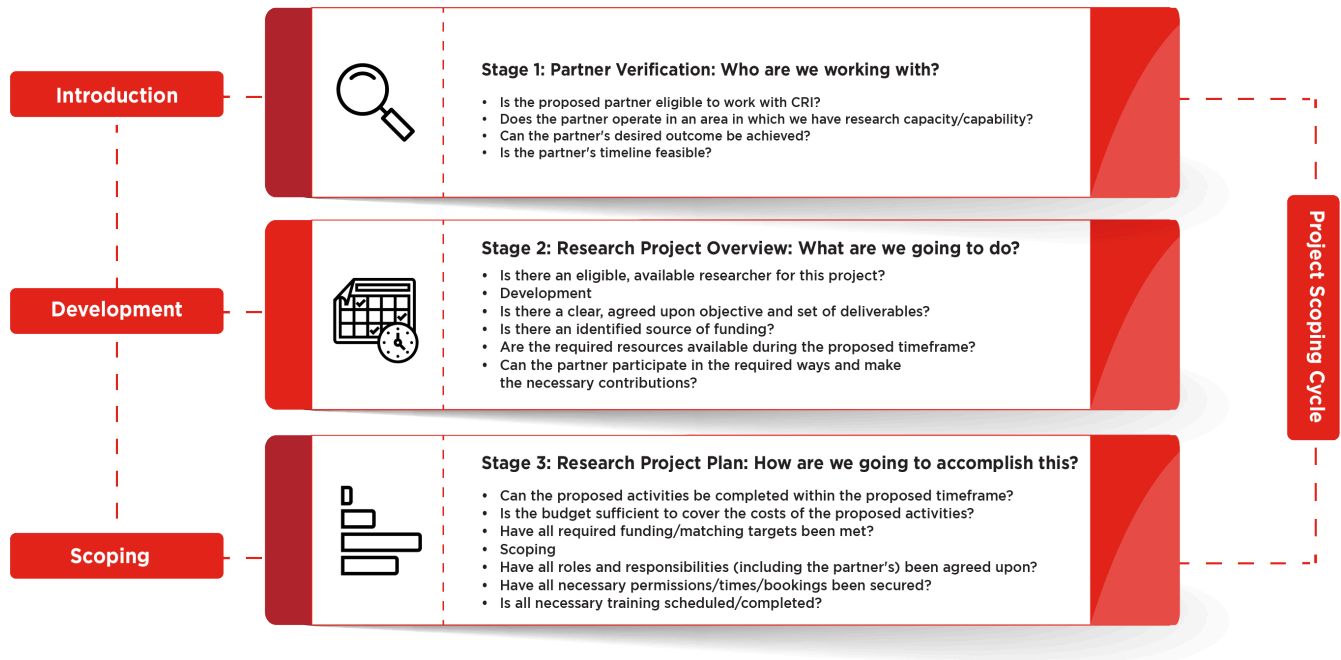 Introduction
Stage 1: Partner Verification: Who are we working with?
• Is the proposed partner eligible to work with CRI?
• Does the partner operate in an area in which we have research capacity/capability?
• Can the partner's desired outcome be achieved?
• Is the partner's timeline feasible?
Development
Stage 2: Research Project Overview: What are we going to do?
• Is there an eligible, available researcher for this project?
• Development
• Is there a clear, agreed upon objective and set of deliverables?
• Is there an identified source of funding?
• Are the required resources available during the proposed timeframe?
• Can the partner participate in the required ways and make
the necessary contributions?
Scoping
Stage 3: Research Project Plan: How are we going to accomplish this?
• Can the proposed activities be completed within the proposed timeframe?
• Is the budget sufficient to cover the costs of the proposed activities?
• Have all required funding/matching targets been met?
• Scoping
• Have all roles and responsibilities (including the partner's) been agreed upon?
• Have all necessary permissions/times/bookings been secured?
• Is all necessary training scheduled/completed?
Project Scoping Cycle